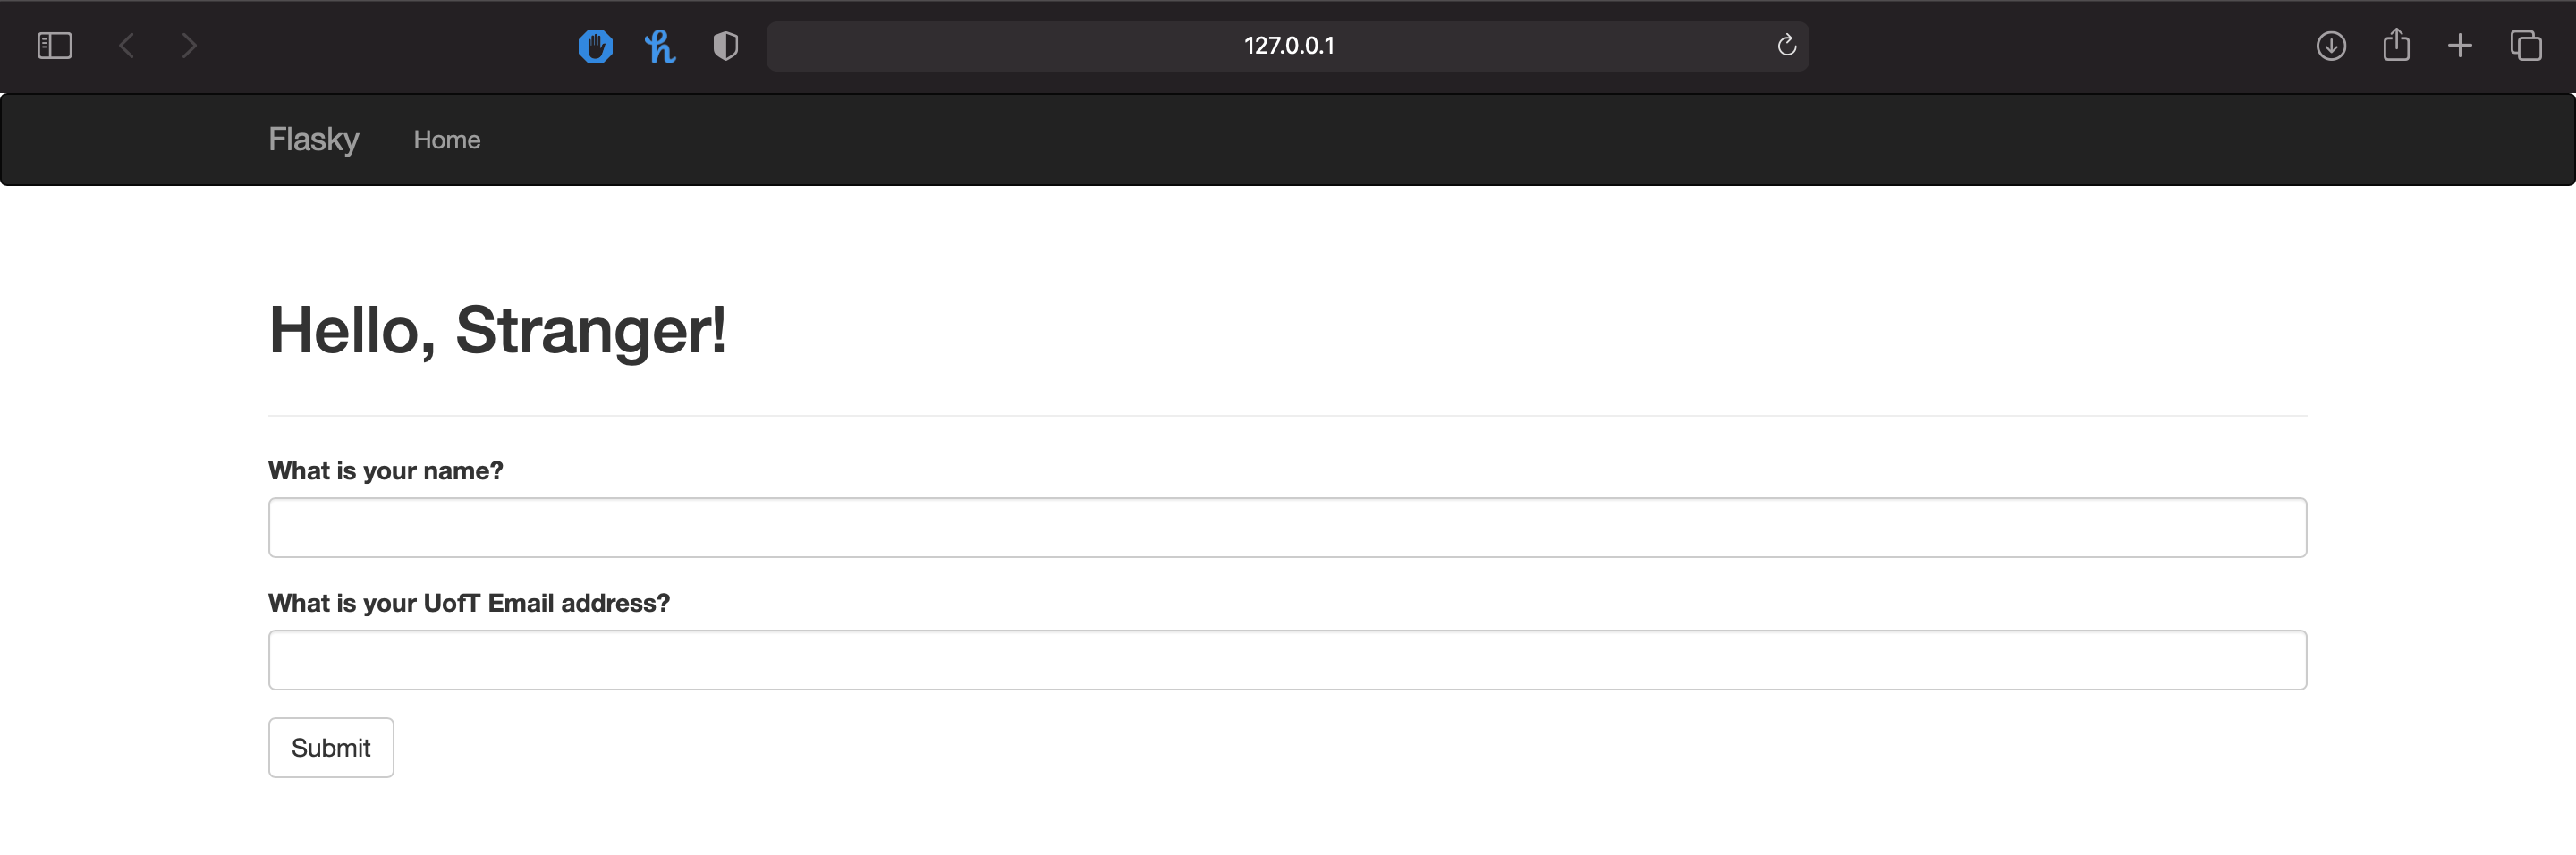 127.0.0.1
Flasky Home
Hello, Stranger!
What is your name?
What is your UofT Email address?
Submit